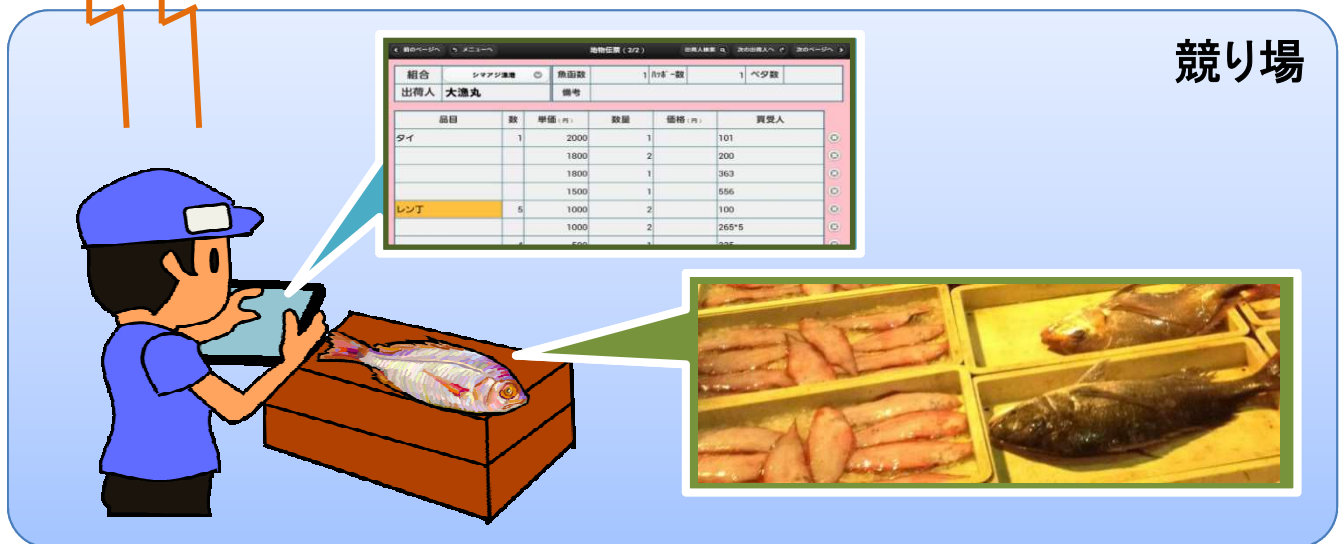 競り場
前のページへ メニューへ 地物伝票(2/2) 出荷人検索 次の出荷人へ 次のページへ
組合 シマアジ漁港 魚函数 1 ﾊｯﾎﾟｰ数 1 ベタ数
出荷人 大漁丸 備考
品目 数 単価(円) 数量 価格(円) 買受人
タイ 1 2000 1 101
1800 2 200
1800 1 363
1500 1 556
レンコ 5 1000 2 100
1000 2 265*5